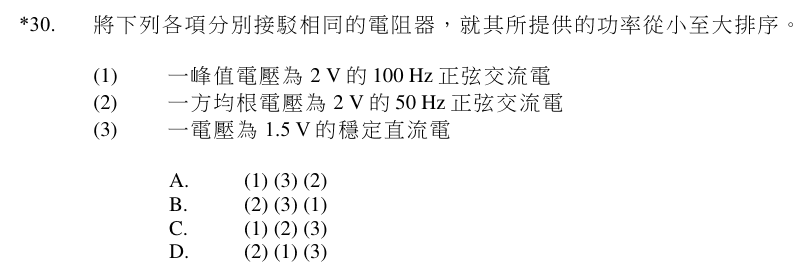 *30. 將下列各項分別接駁相同的電阻器，就其所提供的功率從小至大排序。
(1) 一峰值電壓為 2 V 的 100 Hz 正弦交流電
(2) 一方均根電壓為 2 V 的 50 Hz 正弦交流電
(3) 一電壓為 1.5 V 的穩定直流電
A. (1) (3) (2)
B. (2) (3) (1)
C. (1) (2) (3)
D. (2) (1) (3)